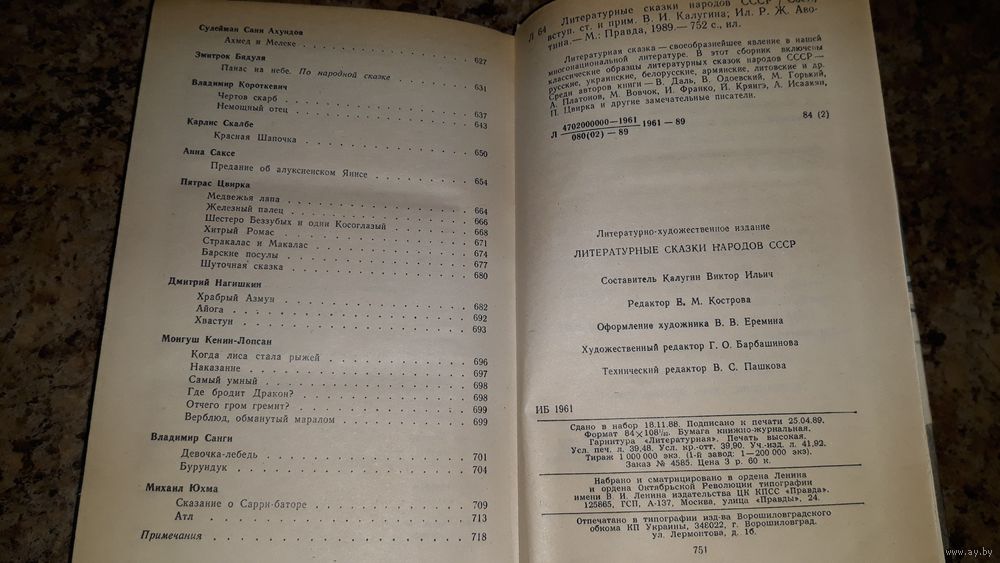 Сулейман Сани Ахундов
Ахмед и Мелеке 627
Змитрок Бядуля
Панас на небе. По народной сказке 631
Владимир Короткевич
Чертов скарб 637
Немощный отец 643
Карлис Скалбе
Красная Шапочка 650
Анна Саксе
Предание об алуксненском Янисе 654
Пятрас Цвирка
Медвежья лапа 664
Железный палец 666
Шестеро Беззубых и один Косоглазый 668
Хитрый Ромас 671
Стракалас и Макалас 674
Барские посулы 677
Шуточная сказка 680
Дмитрий Нагишкин
Храбрый Азмун 682
Айога 692
Хвастун 693
Монгуш Кенин-Лопсан
Когда лиса стала рыжей 696
Наказание 697
Самый умный 698
Где бродит Дракон? 698
Отчего гром гремит? 699
Верблюд, обманутый маралом 699
Владимир Санги
Девочка-лебедь 701
Бурундук 704
Михаил Юхма
Сказание о Сарри-баторе 709
Атл 713
Примечания 718
Литературные сказки народов СССР / Сост.,
Л 64 вступ. ст. и прим. В. И. Калугина; Ил. Р. Ж. Аво-
тина.— М.: Правда, 1989.— 752 с., ил.
Литературная сказка — своеобразнейшее явление в нашей
многонациональной литературе. В этот сборник включены
классические образцы литературных сказок народов СССР —
русские, украинские, белорусские, армянские, литовские и др.
Среди авторов книги — В. Даль, В. Одоевский, М. Горький,
А. Платонов, М. Вовчок, И. Франко, Й. Крянгэ, А. Исаакян,
П. Цвирка и другие замечательные писатели.
Л 4702000000—1961 1961 — 89 84 (2)
080(02) — 89
Литературно-художественное издание
ЛИТЕРАТУРНЫЕ СКАЗКИ НАРОДОВ СССР
Составитель Калугин Виктор Ильич
Редактор Е. М. Кострова
Оформление художника В. В. Еремина
Художественный редактор Г. О. Барбашинова
Технический редактор В. С. Пашкова
ИБ 1961
Сдано в набор 18.11.88. Подписано к печати 25.04.89.
Формат 84×108 1/32. Бумага книжно-журнальная.
Гарнитура «Литературная». Печать высокая.
Усл. печ. л. 39,48. Усл. кр.-отт. 39,90. Уч.-изд. л. 41,92.
Тираж 1 000 000 экз. (1-й завод: 1—200 000 экз).
Заказ № 4585. Цена 3 р. 60 к.
Набрано и сматрицировано в ордена Ленина
и ордена Октябрьской Революции типографии
имени В. И. Ленина издательства ЦК КПСС «Правда».
125865, ГСП, А-137, Москва, улица «Правды», 24.
Отпечатано в типографии изд-ва Ворошиловградского
обкома КП Украины, 348022, г. Ворошиловград.
ул. Лермонтова, д. 1б.
751
www.ay.by